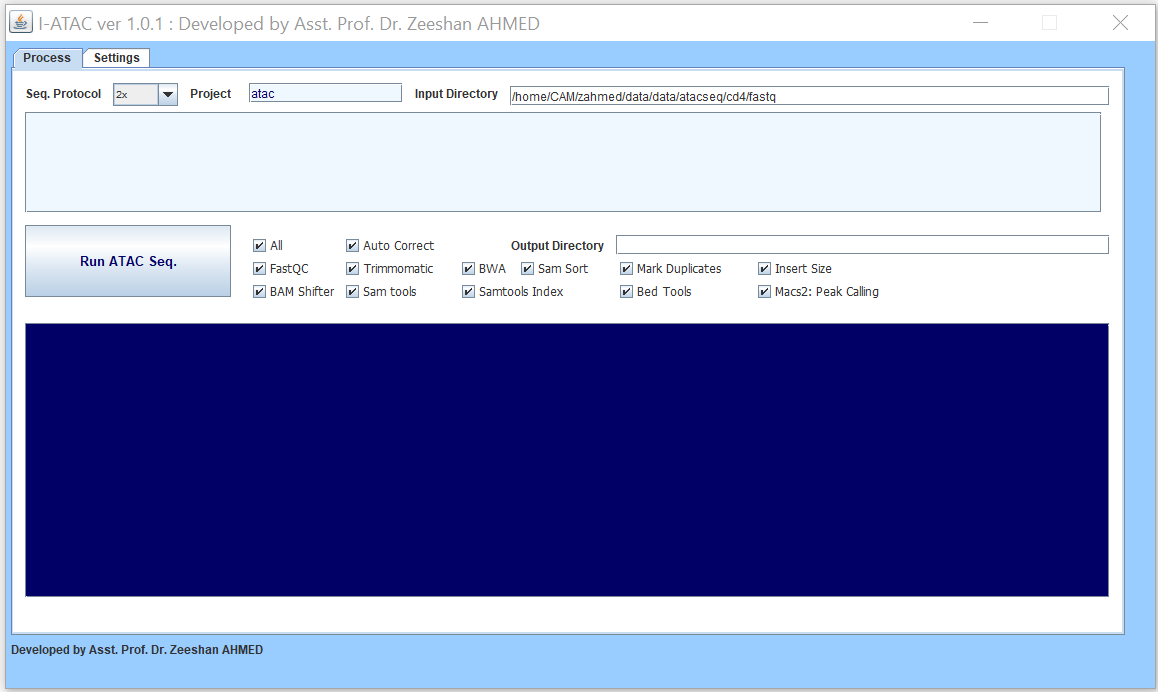 I-ATAC ver 1.0.1 : Developed by Asst. Prof. Dr. Zeeshan AHMED
Process Settings
Seq. Protocol 2x Project atac Input Directory /home/CAM/zahmed/data/data/atacseq/cd4/fastq
Run ATAC Seq.
All Auto Correct Output Directory
FastQC Trimmomatic BWA Sam Sort Mark Duplicates Insert Size
BAM Shifter Sam tools Samtools Index Bed Tools Macs2: Peak Calling
Developed by Asst. Prof. Dr. Zeeshan AHMED